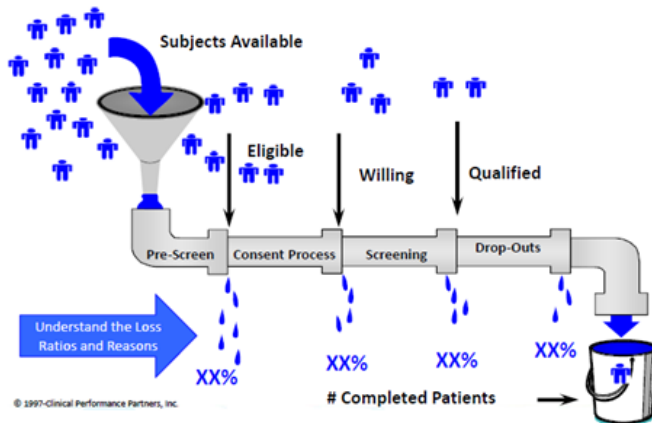 Subjects Available
Eligible
Willing
Qualified
Pre-Screen
Consent Process
Screening
Drop-Outs
Understand the Loss
Ratios and Reasons
XX%
XX%
XX%
XX%
# Completed Patients
© 1997-Clinical Performance Partners, Inc.